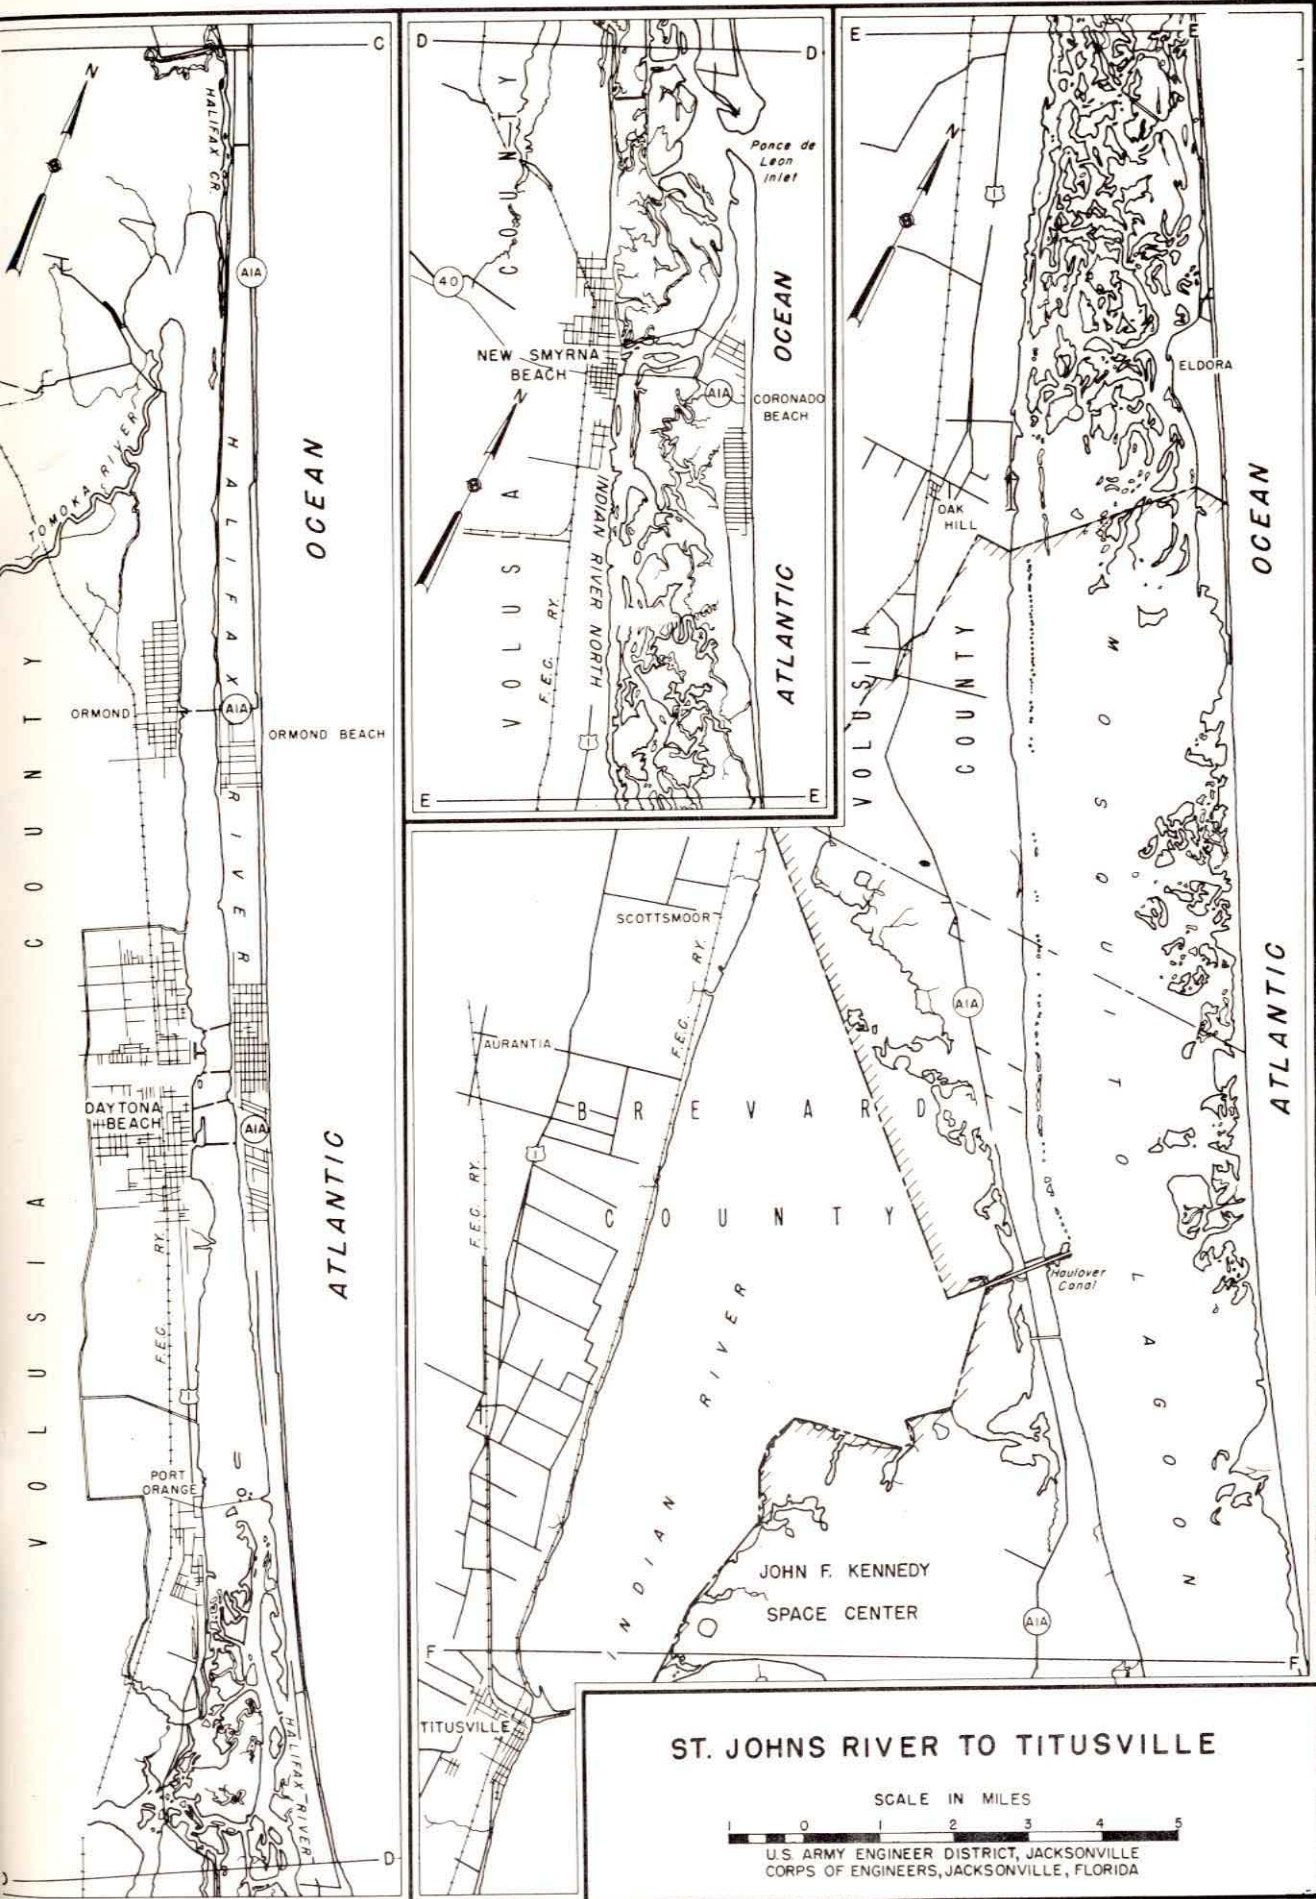 C
N
HALIFAX CR.
A1A
TOMOKA RIVER
HALIFAX RIVER
OCEAN
ORMOND
A1A
ORMOND BEACH
VOLUSIA COUNTY
DAYTONA
BEACH
A1A
ATLANTIC
F.E.C. RY.
1
PORT
ORANGE
HALIFAX RIVER
D
D
D
VOLUSIA COUNTY
Ponce de
Leon
Inlet
40
NEW SMYRNA
BEACH
OCEAN
A1A
CORONADO
BEACH
N
INDIAN RIVER NORTH
F.E.C. RY.
1
ATLANTIC
E
E
E
E
N
1
ELDORA
OAK
HILL
OCEAN
VOLUSIA COUNTY
MOSQUITO LAGOON
SCOTTSMOOR
F.E.C. RY.
A1A
ATLANTIC
AURANTIA
BREVARD
COUNTY
1
F.E.C. RY.
Haulover
Canal
INDIAN RIVER
JOHN F. KENNEDY
SPACE CENTER
A1A
F
F
TITUSVILLE
ST. JOHNS RIVER TO TITUSVILLE
SCALE IN MILES
1 0 1 2 3 4 5
U.S. ARMY ENGINEER DISTRICT, JACKSONVILLE
CORPS OF ENGINEERS, JACKSONVILLE, FLORIDA